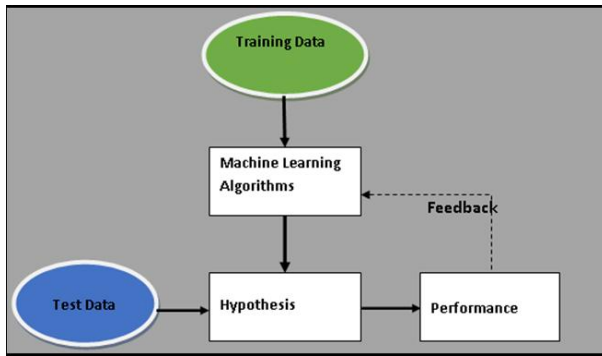 Training Data
Machine Learning
Algorithms
Feedback
Test Data
Hypothesis
Performance